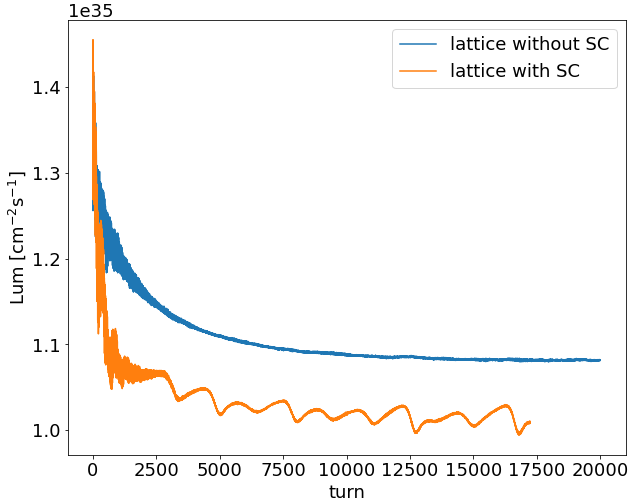 1e35
lattice without SC
lattice with SC
1.4
1.3
1.2
1.1
1.0
Lum [cm⁻²s⁻¹]
0 2500 5000 7500 10000 12500 15000 17500 20000
turn